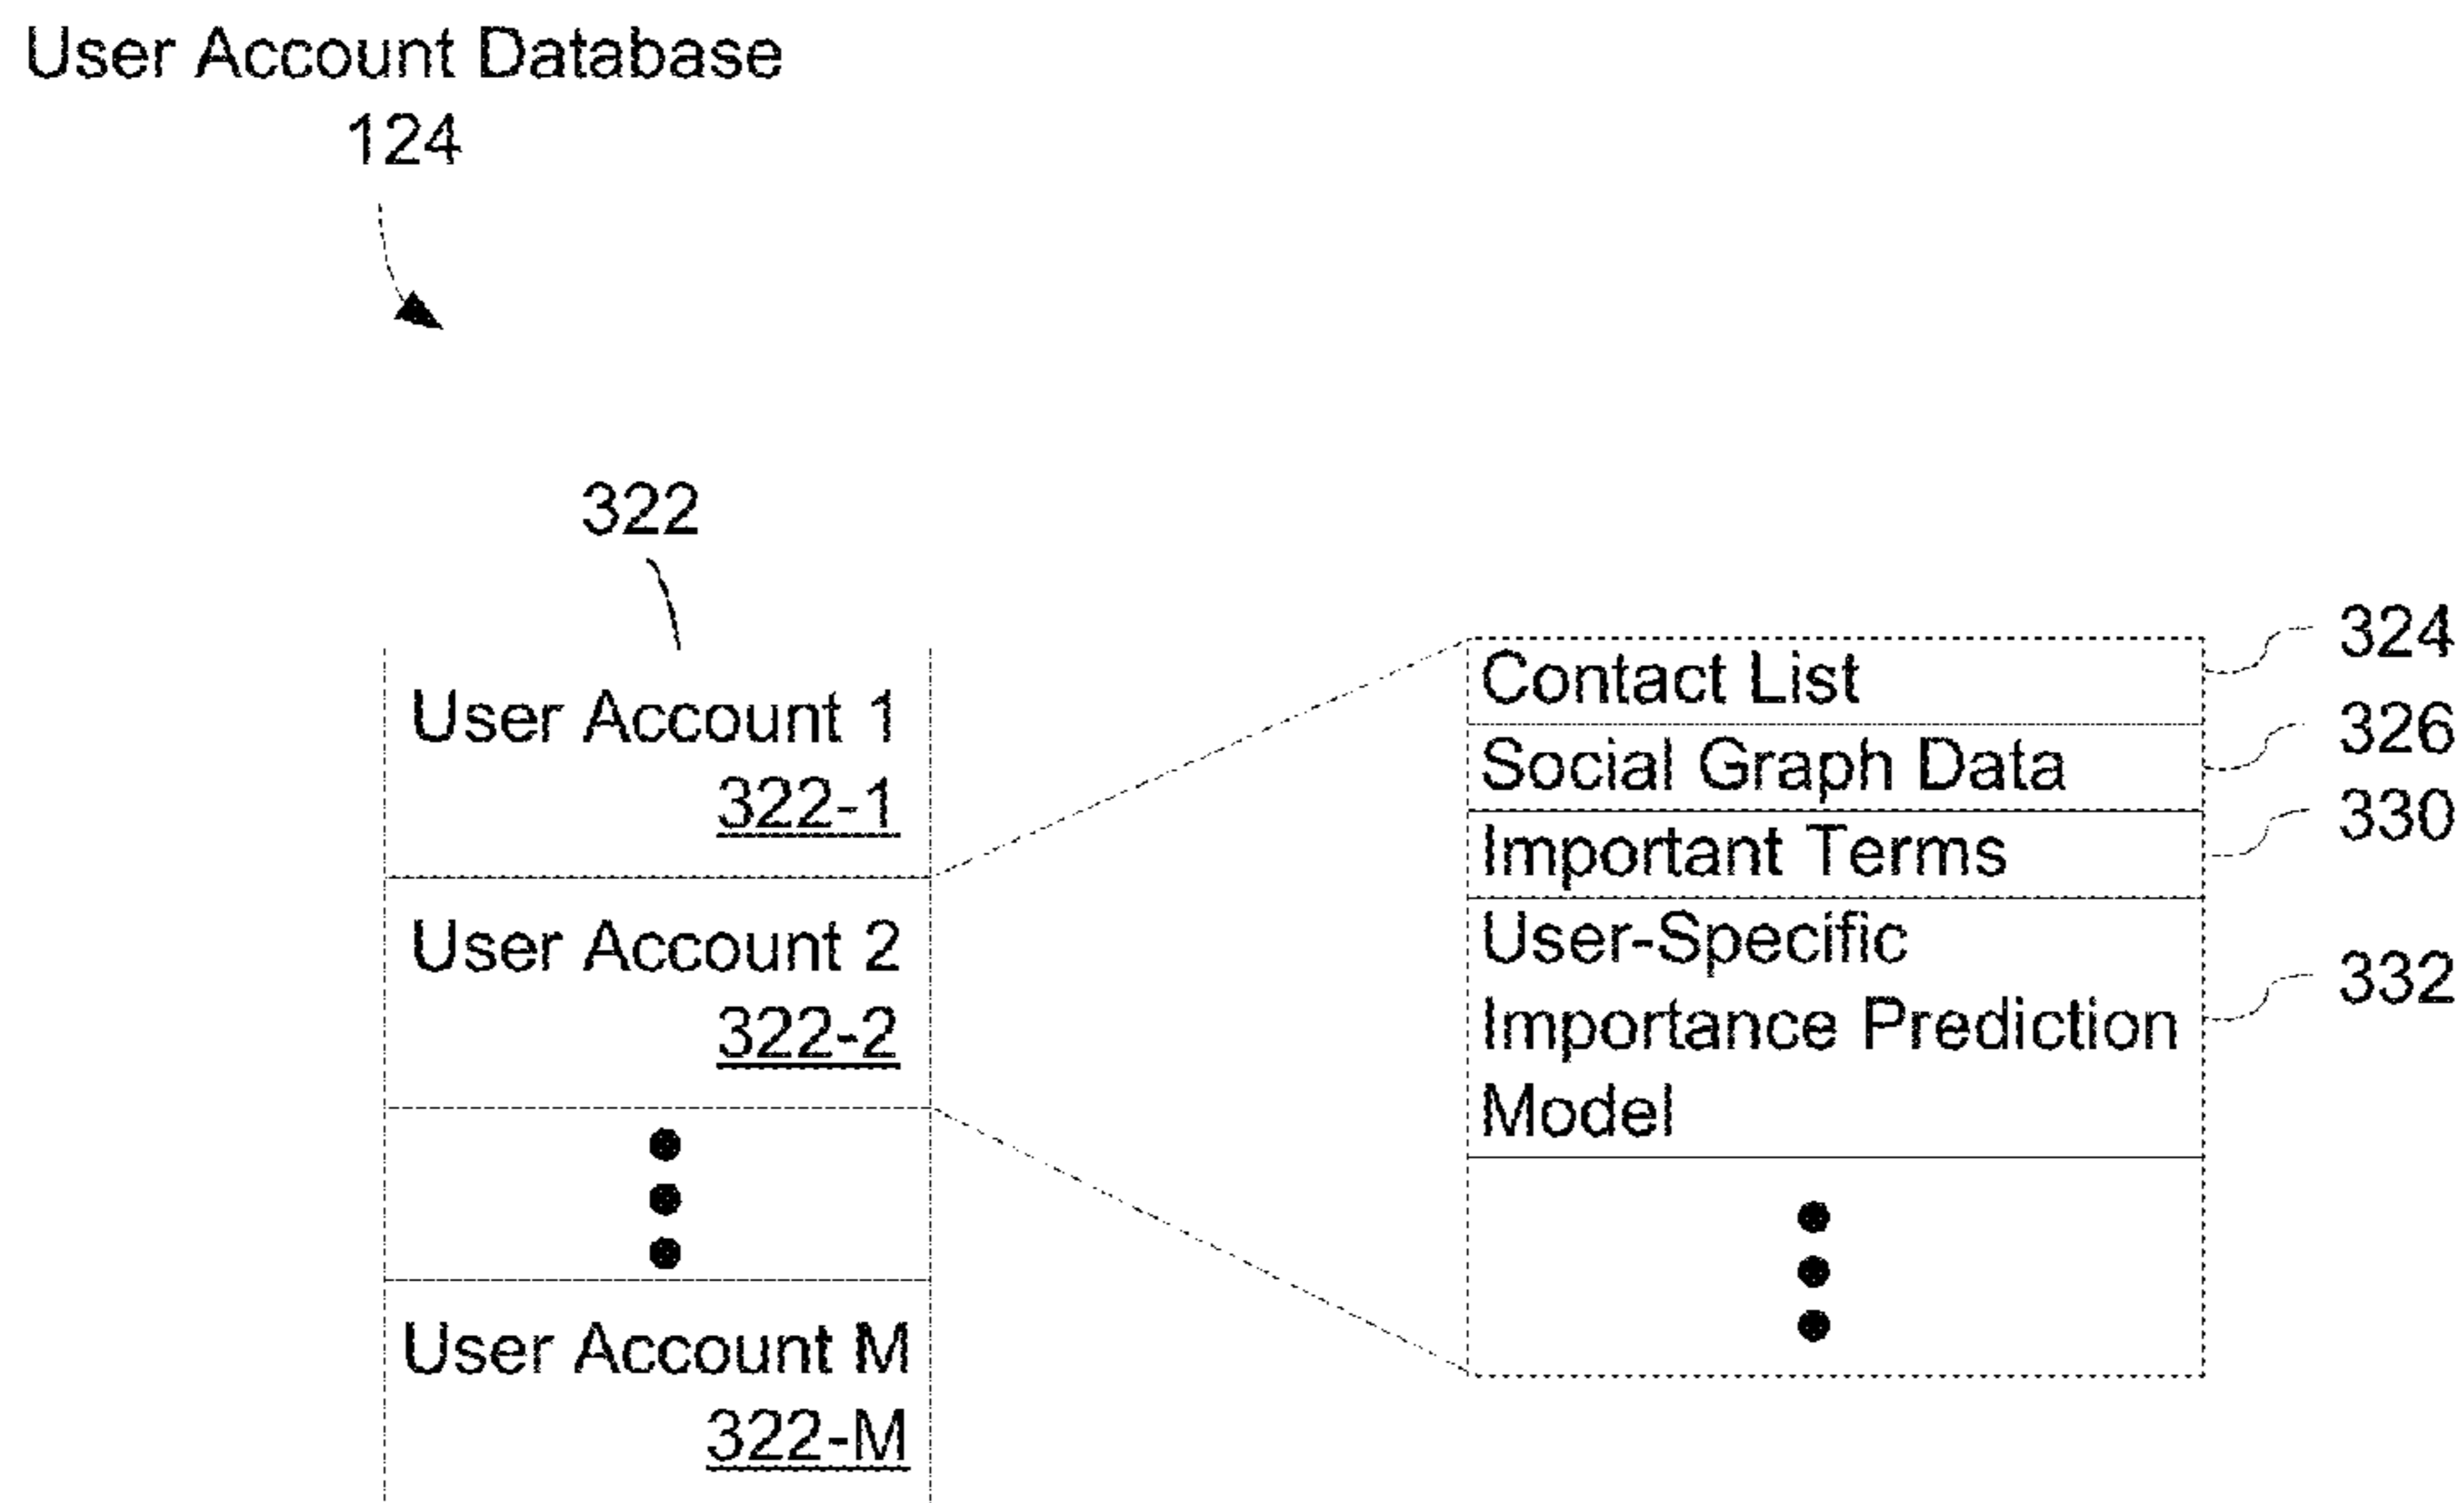 User Account Database
124
322
User Account 1
322-1
User Account 2
322-2
User Account M
322-M
Contact List
324
Social Graph Data
326
Important Terms
330
User-Specific
Importance Prediction
Model
332